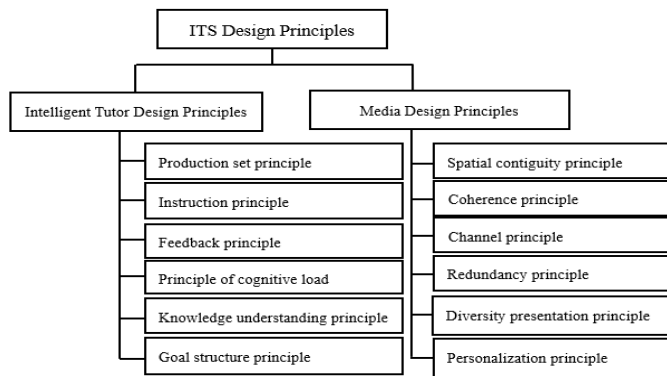 ITS Design Principles
Intelligent Tutor Design Principles
Production set principle
Instruction principle
Feedback principle
Principle of cognitive load
Knowledge understanding principle
Goal structure principle
Media Design Principles
Spatial contiguity principle
Coherence principle
Channel principle
Redundancy principle
Diversity presentation principle
Personalization principle